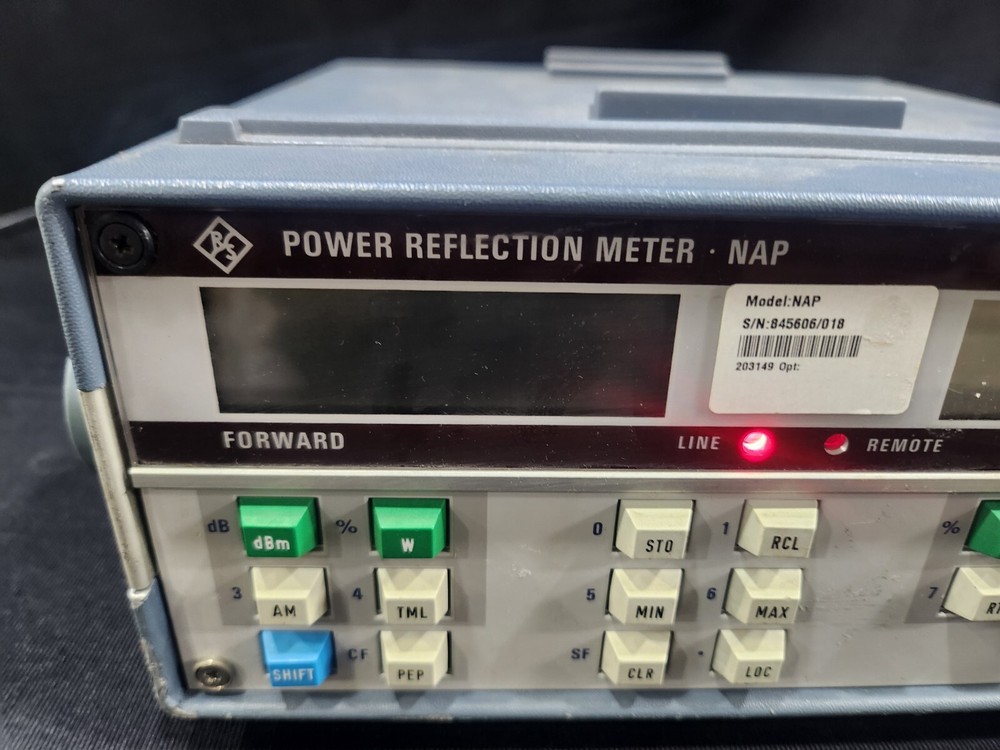 R&S
POWER REFLECTION METER · NAP
Model:NAP
S/N:845606/018
203149 Opt:
FORWARD
LINE
REMOTE
dB dBm % W 0 STO 1 RCL %
3 AM 4 TML 5 MIN 6 MAX 7
SHIFT CF PEP SF CLR · LOC